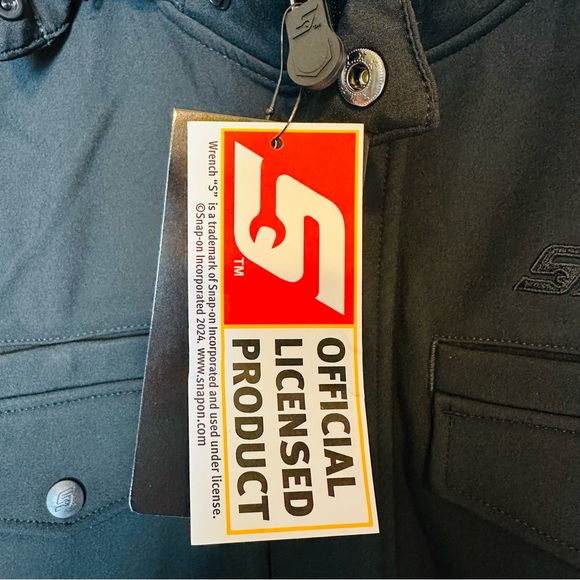 ™
OFFICIAL
LICENSED
PRODUCT
Wrench “S” is a trademark of Snap-on Incorporated and used under license.
©Snap-on Incorporated 2024. www.snapon.com